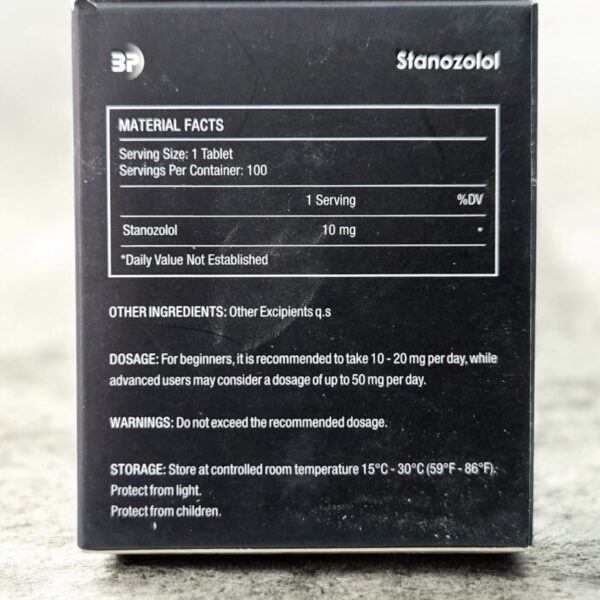 BP
Stanozolol
MATERIAL FACTS
Serving Size: 1 Tablet
Servings Per Container: 100
1 Serving %DV
Stanozolol 10 mg *
*Daily Value Not Established
OTHER INGREDIENTS: Other Excipients q.s
DOSAGE: For beginners, it is recommended to take 10 - 20 mg per day, while
advanced users may consider a dosage of up to 50 mg per day.
WARNINGS: Do not exceed the recommended dosage.
STORAGE: Store at controlled room temperature 15°C - 30°C (59°F - 86°F).
Protect from light.
Protect from children.